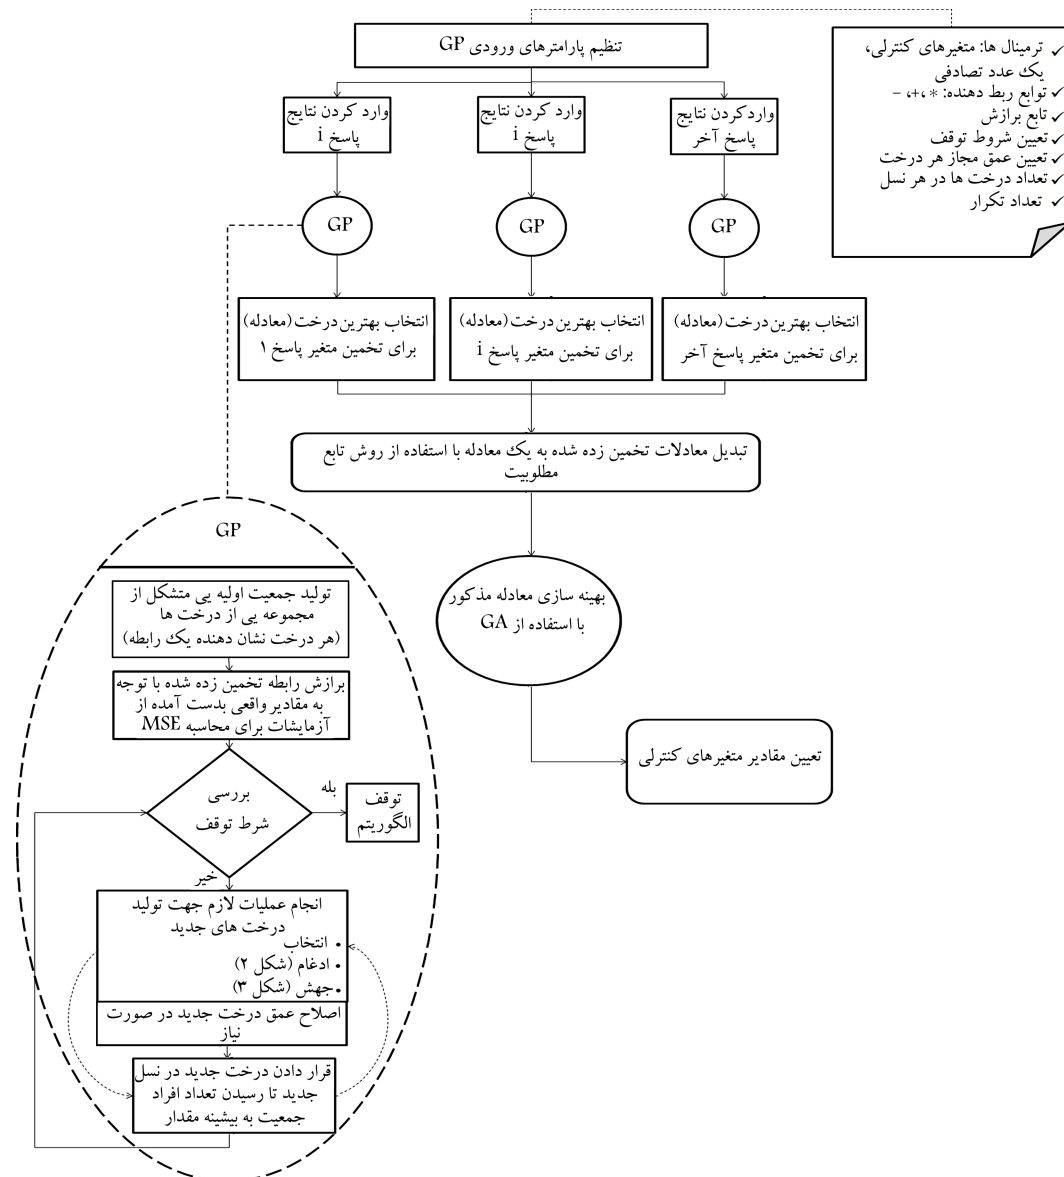 تنظیم پارامترهای ورودی GP
ترمینال ها: متغیرهای کنترلی،
یک عدد تصادفی
توابع ربط دهنده: *،+، −
تابع برازش
تعیین شروط توقف
تعیین عمق مجاز هر درخت
تعداد درخت ها در هر نسل
تعداد تکرار
واردکردن نتایج
پاسخ آخر
وارد کردن نتایج
پاسخ i
وارد کردن نتایج
پاسخ i
GP
GP
GP
انتخاب بهترین درخت (معادله)
برای تخمین متغیر پاسخ آخر
انتخاب بهترین درخت (معادله)
برای تخمین متغیر پاسخ i
انتخاب بهترین درخت (معادله)
برای تخمین متغیر پاسخ ۱
تبدیل معادلات تخمین زده شده به یک معادله با استفاده از روش تابع
مطلوبیت
بهینه سازی معادله مذکور
با استفاده از GA
تعیین مقادیر متغیرهای کنترلی
GP
تولید جمعیت اولیه یی متشکل از
مجموعه یی از درخت ها
(هر درخت نشان دهنده یک رابطه)
برازش رابطه تخمین زده شده با توجه
به مقادیر واقعی بدست آمده از
آزمایشات برای محاسبه MSE
بررسی
شرط توقف
بله
توقف
الگوریتم
خیر
انجام عملیات لازم جهت تولید
درخت های جدید
• انتخاب
• ادغام (شکل ۲)
• جهش (شکل ۳)
اصلاح عمق درخت جدید در صورت
نیاز
قرار دادن درخت جدید در نسل
جدید تا رسیدن تعداد افراد
جمعیت به بیشینه مقدار